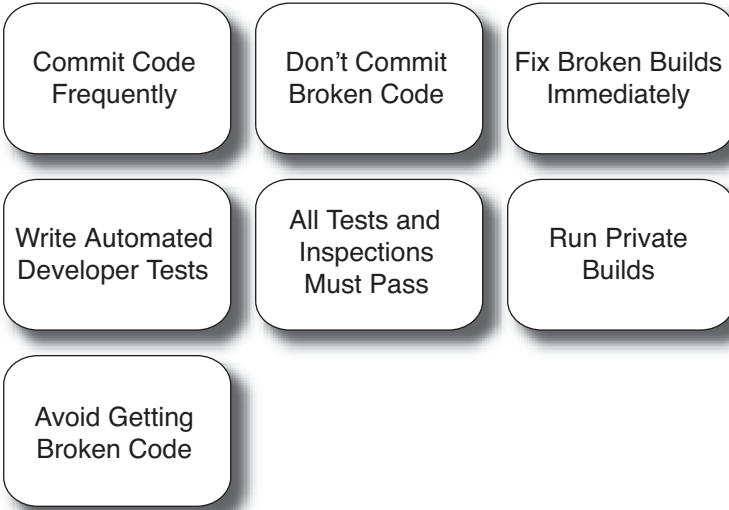 Commit Code
Frequently
Don't Commit
Broken Code
Fix Broken Builds
Immediately
Write Automated
Developer Tests
All Tests and
Inspections
Must Pass
Run Private
Builds
Avoid Getting
Broken Code